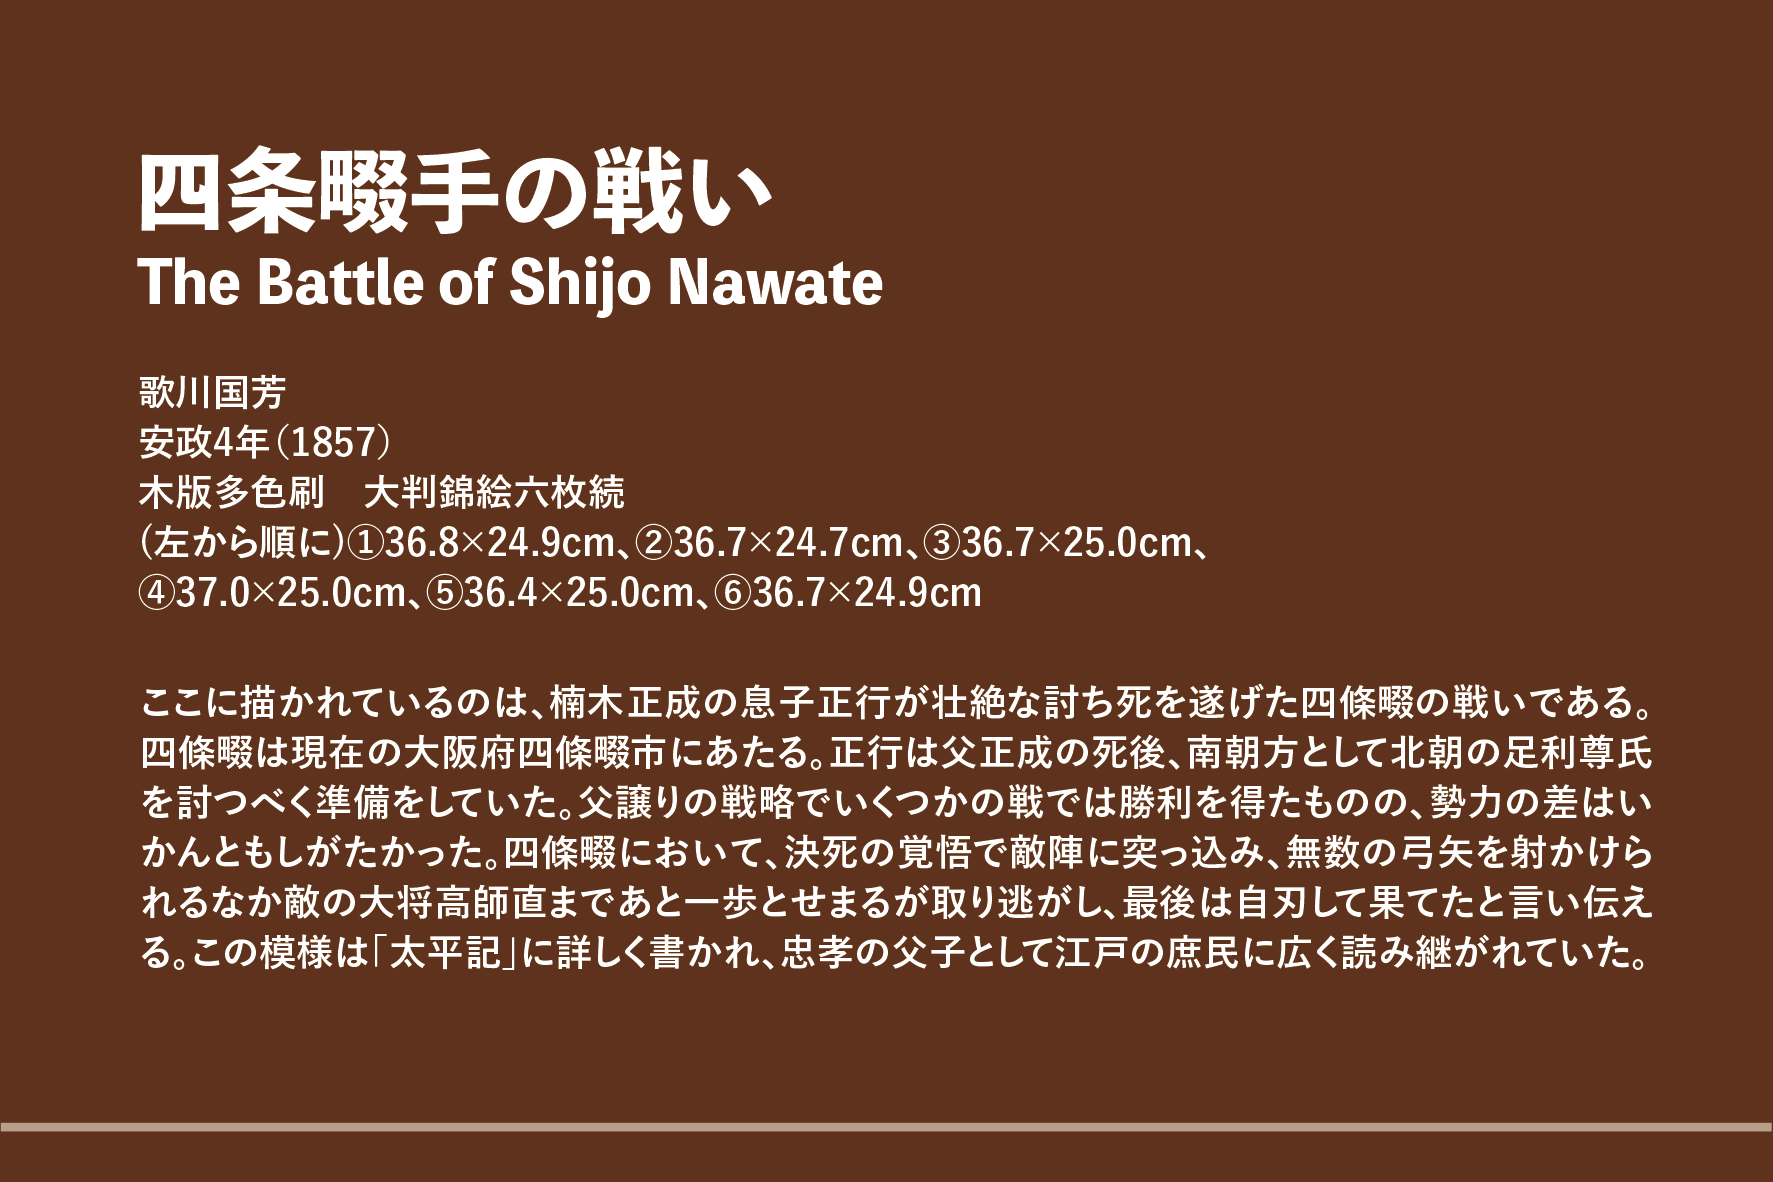 四条畷手の戦い
The Battle of Shijo Nawate
歌川国芳
安政4年（1857）
木版多色刷　大判錦絵六枚続
(左から順に)①36.8×24.9cm、②36.7×24.7cm、③36.7×25.0cm、
④37.0×25.0cm、⑤36.4×25.0cm、⑥36.7×24.9cm
ここに描かれているのは、楠木正成の息子正行が壮絶な討ち死を遂げた四條畷の戦いである。
四條畷は現在の大阪府四條畷市にあたる。正行は父正成の死後、南朝方として北朝の足利尊氏
を討つべく準備をしていた。父譲りの戦略でいくつかの戦では勝利を得たものの、勢力の差はい
かんともしがたかった。四條畷において、決死の覚悟で敵陣に突っ込み、無数の弓矢を射かけら
れるなか敵の大将高師直まであと一歩とせまるが取り逃がし、最後は自刃して果てたと言い伝え
る。この模様は「太平記」に詳しく書かれ、忠孝の父子として江戸の庶民に広く読み継がれていた。